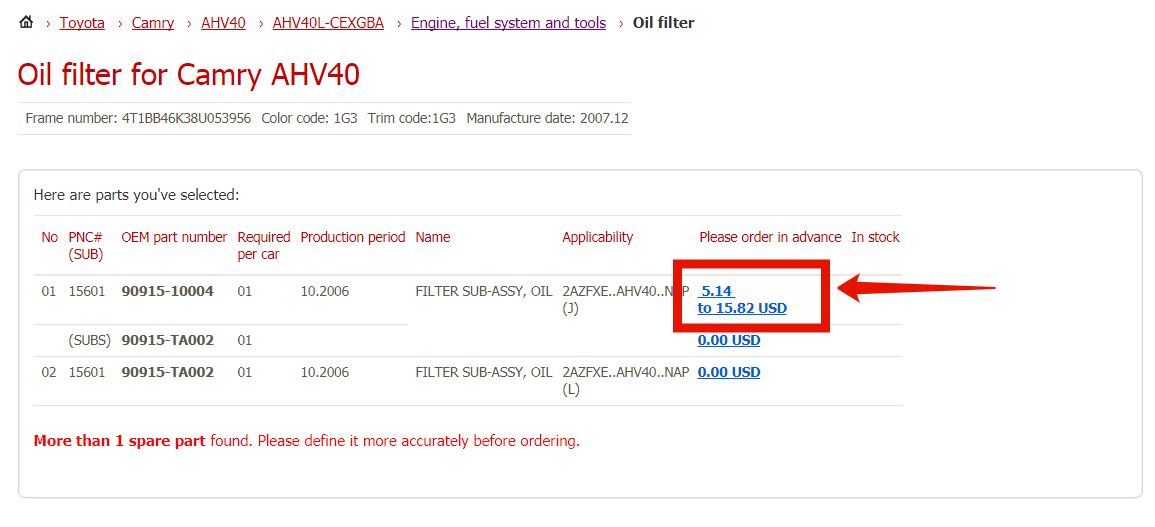 › Toyota › Camry › AHV40 › AHV40L-CEXGBA › Engine, fuel system and tools › Oil filter
Oil filter for Camry AHV40
Frame number: 4T1BB46K38U053956 Color code: 1G3 Trim code:1G3 Manufacture date: 2007.12
Here are parts you've selected:
No PNC# OEM part number Required Production period Name Applicability Please order in advance In stock
(SUB) per car
01 15601 90915-10004 01 10.2006 FILTER SUB-ASSY, OIL 2AZFXE..AHV40..NAP 5.14
(J) to 15.82 USD
(SUBS) 90915-TA002 01 0.00 USD
02 15601 90915-TA002 01 10.2006 FILTER SUB-ASSY, OIL 2AZFXE..AHV40..NAP 0.00 USD
(L)
More than 1 spare part found. Please define it more accurately before ordering.